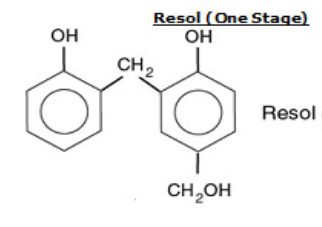 Resol (One Stage)
OH
OH
CH2
Resol
CH2OH